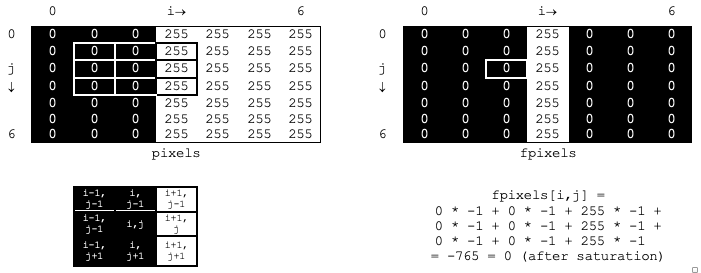 0 i→ 6
0 0 0 0 255 255 255 255
0 0 0 255 255 255 255
j 0 0 0 255 255 255 255
↓ 0 0 0 255 255 255 255
0 0 0 255 255 255 255
0 0 0 255 255 255 255
6 0 0 0 255 255 255 255
pixels
0 i→ 6
0 0 0 0 255 0 0 0
0 0 0 255 0 0 0
j 0 0 0 255 0 0 0
↓ 0 0 0 255 0 0 0
0 0 0 255 0 0 0
0 0 0 255 0 0 0
6 0 0 0 255 0 0 0
fpixels
i-1, i, i+1,
j-1 j-1 j-1
i-1, i,j i+1,
j-1 j
i-1, i, i+1,
j+1 j+1 j+1
fpixels[i,j] =
0 * -1 + 0 * -1 + 255 * -1 +
0 * -1 + 0 * -1 + 255 * -1 +
0 * -1 + 0 * -1 + 255 * -1
= -765 = 0 (after saturation)